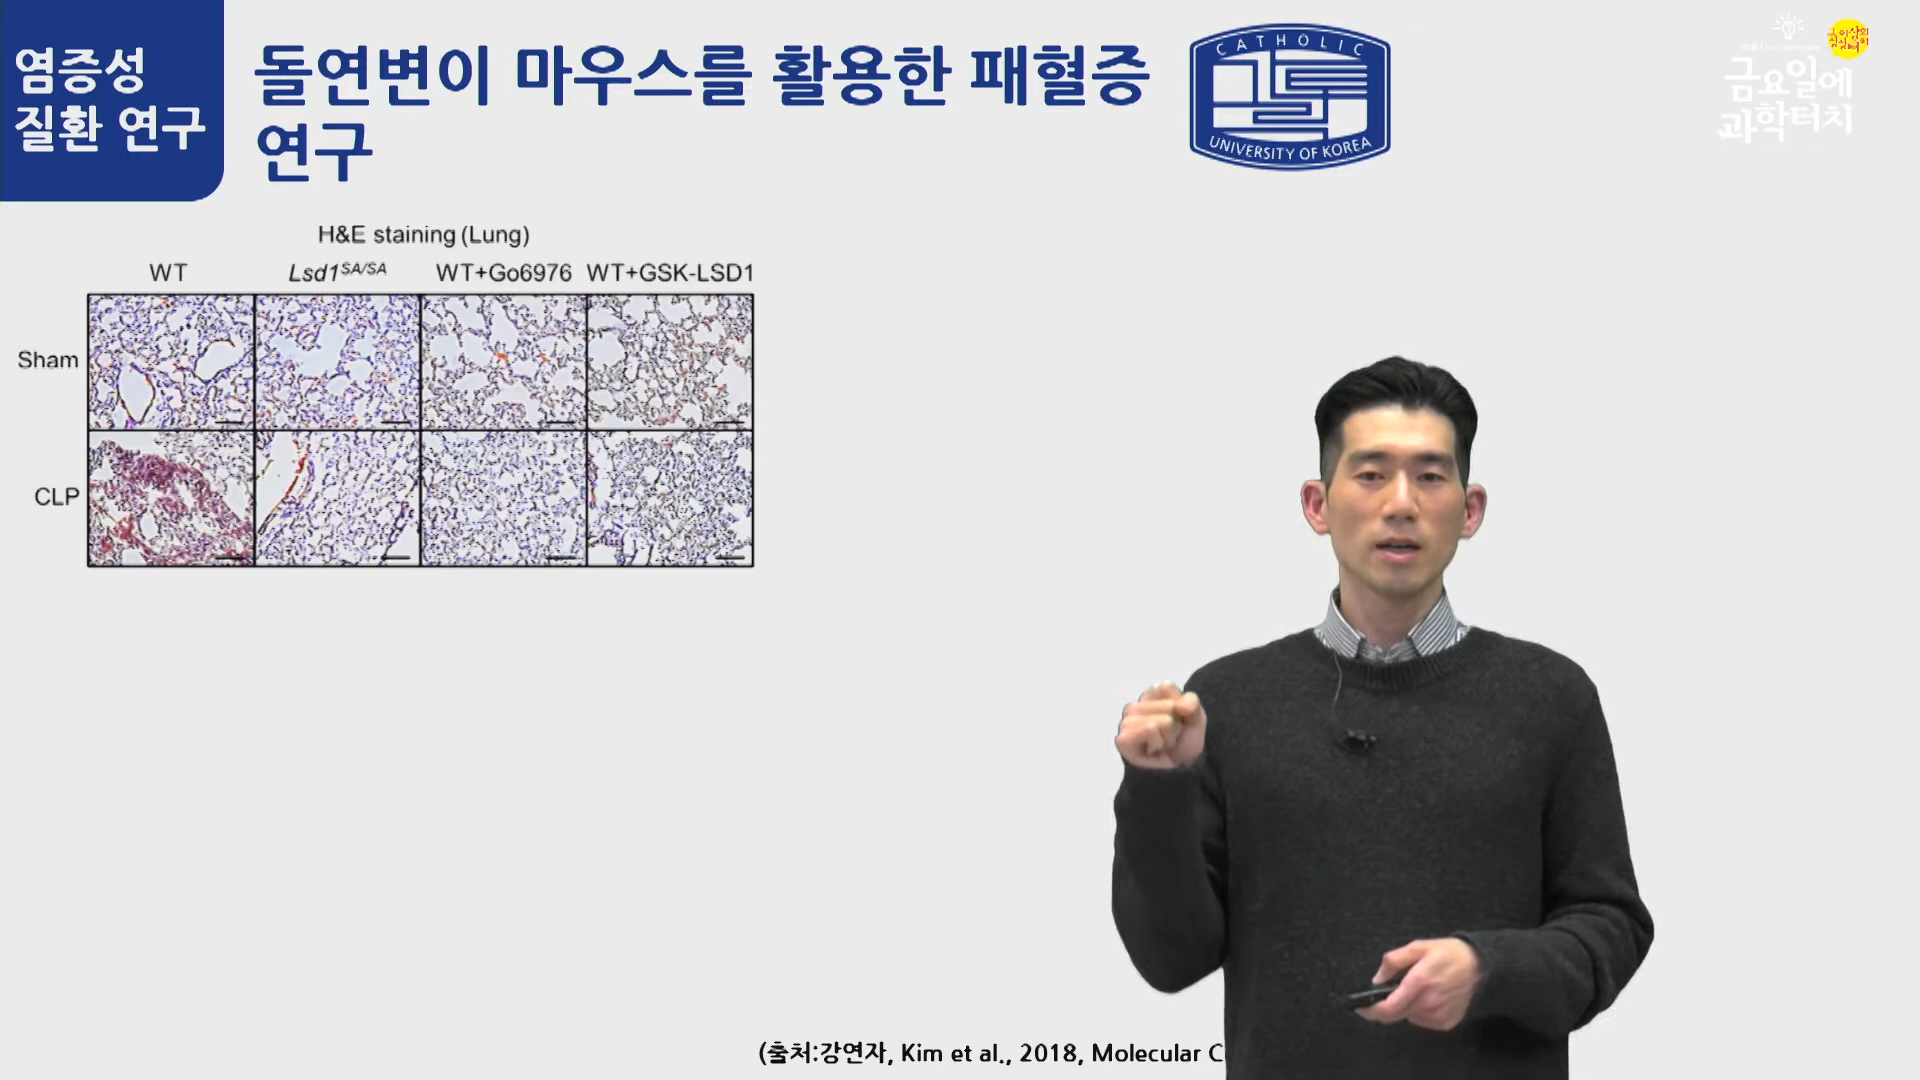 염증성
질환 연구
돌연변이 마우스를 활용한 패혈증
연구
CATHOLIC
UNIVERSITY OF KOREA
금요일에
과학터치
H&E staining (Lung)
WT
Lsd1SA/SA
WT+Go6976
WT+GSK-LSD1
Sham
CLP
(출처:강연자, Kim et al., 2018, Molecular C